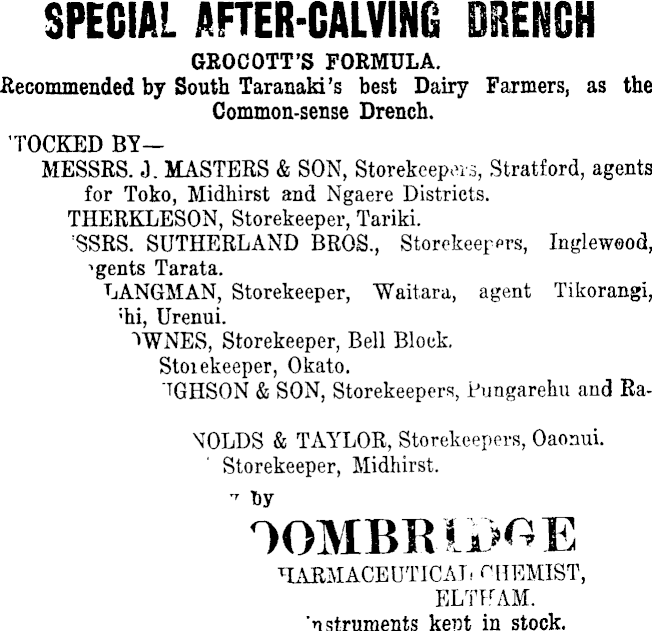 SPECIAL AFTER-CALVING DRENCH
GROCOTT'S FORMULA.
Recommended by South Taranaki's best Dairy Farmers, as the
Common-sense Drench.
TOCKED BY—
MESSRS. J. MASTERS & SON, Storekeepers, Stratford, agents
for Toko, Midhirst and Ngaere Districts.
THERKLESON, Storekeeper, Tariki.
SSRS. SUTHERLAND BROS., Storekeepers, Inglewood,
gents Tarata.
LANGMAN, Storekeeper, Waitara, agent Tikorangi,
hi, Urenui.
WNES, Storekeeper, Bell Block.
Storekeeper, Okato.
GHSON & SON, Storekeepers, Pungarehu and Ra-
NOLDS & TAYLOR, Storekeepers, Oaonui.
Storekeeper, Midhirst.
by
OOMBRIDGE
HARMACEUTICAL CHEMIST,
ELTHAM.
nstruments kept in stock.